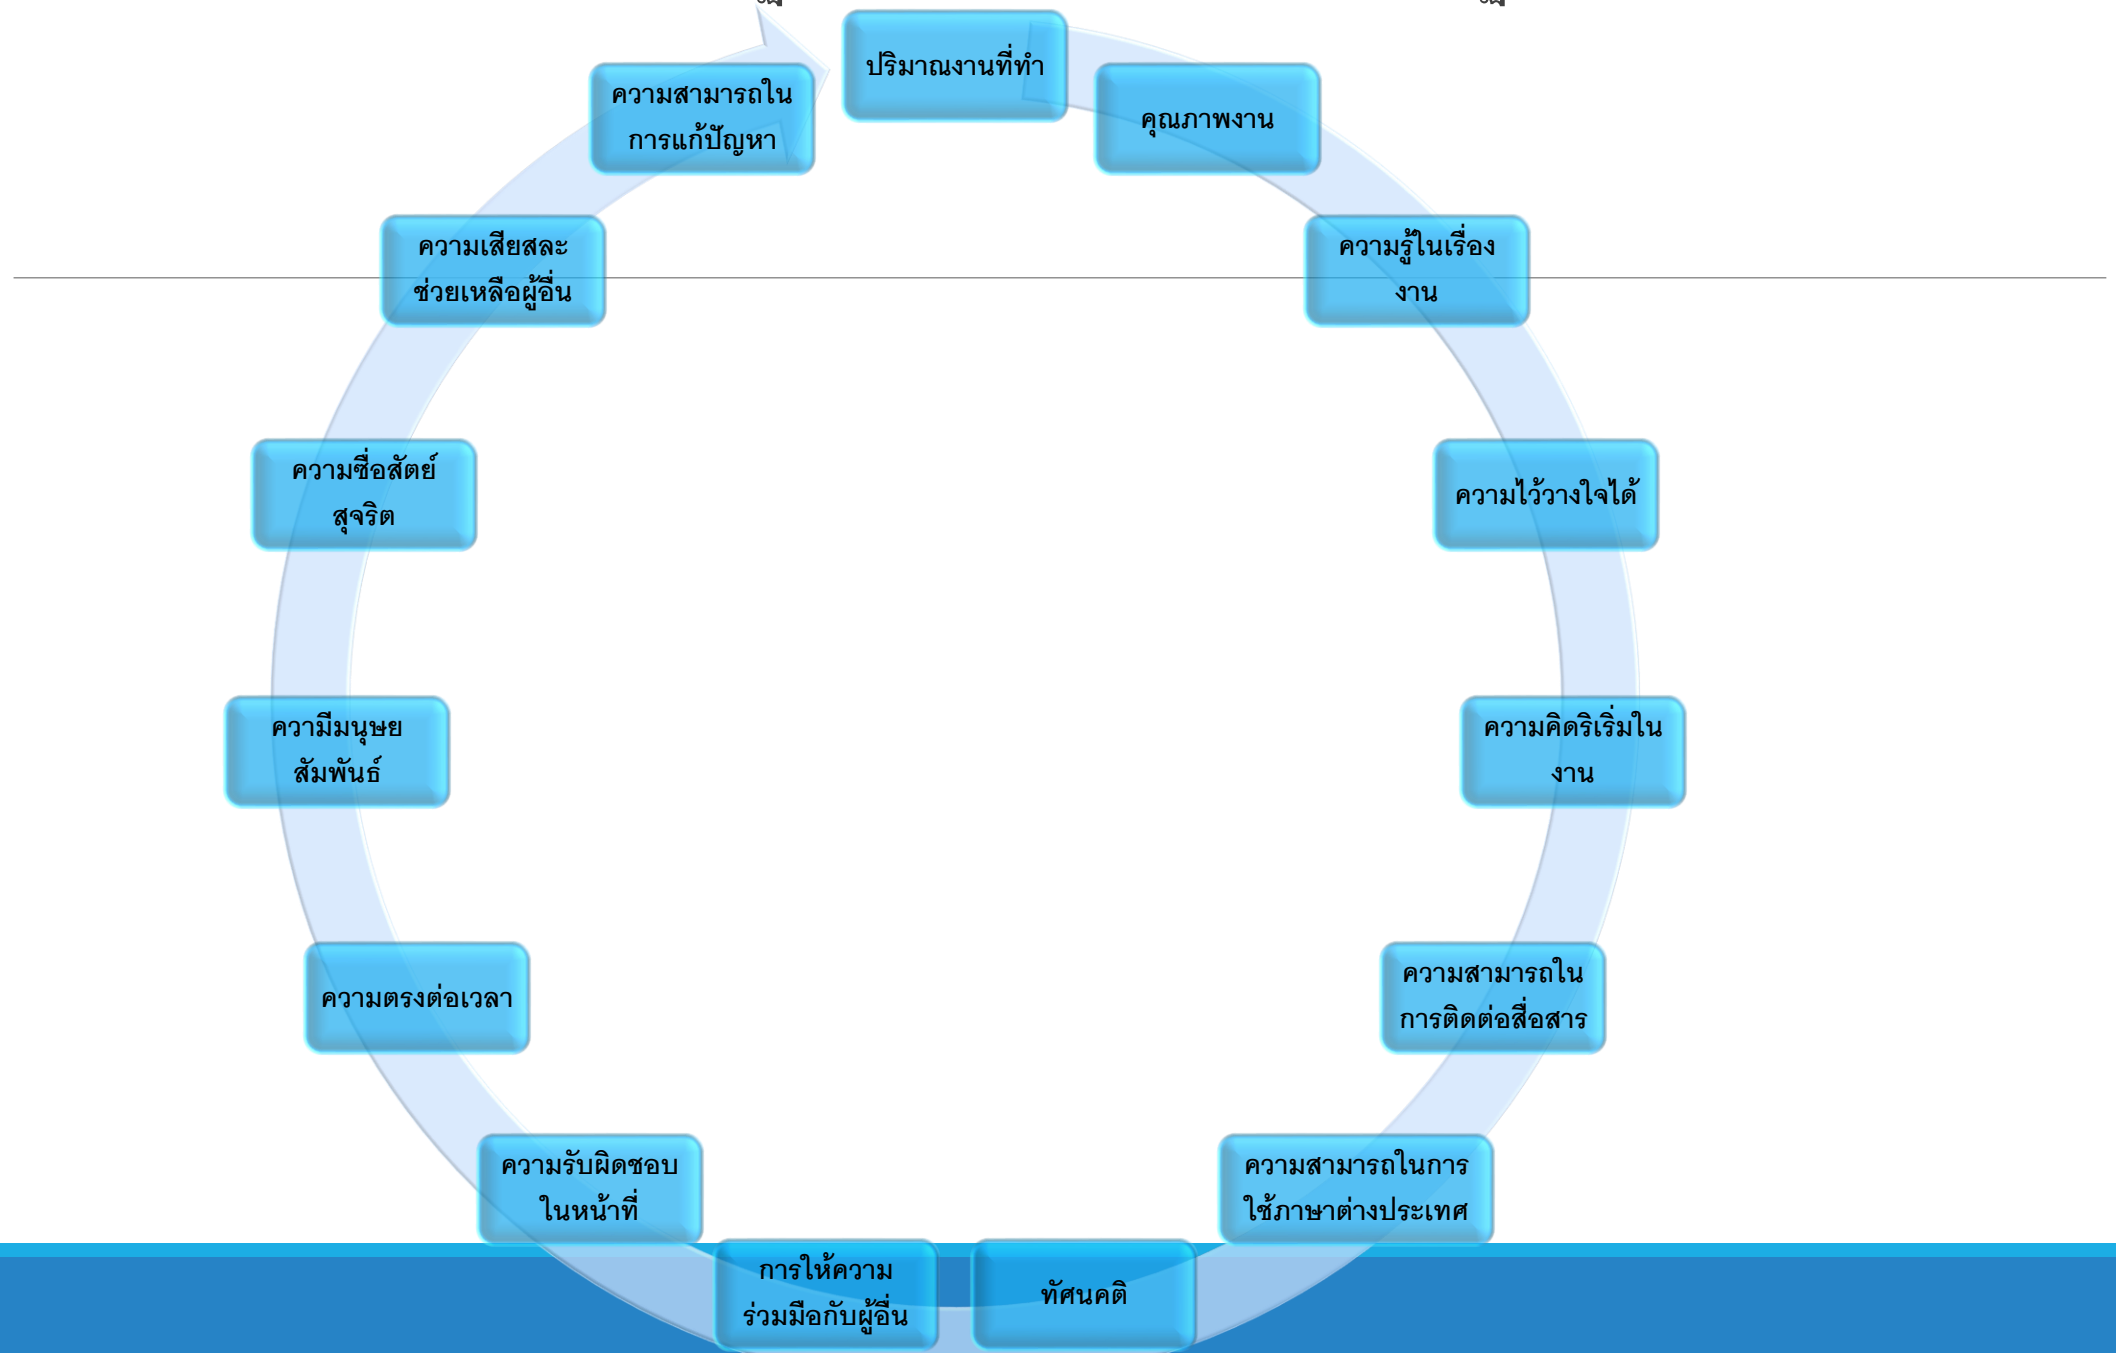 ปริมาณงานที่ทำ
คุณภาพงาน
ความรู้ในเรื่อง
งาน
ความไว้วางใจได้
ความคิดริเริ่มใน
งาน
ความสามารถใน
การติดต่อสื่อสาร
ความสามารถในการ
ใช้ภาษาต่างประเทศ
ทัศนคติ
การให้ความ
ร่วมมือกับผู้อื่น
ความรับผิดชอบ
ในหน้าที่
ความตรงต่อเวลา
ความีมนุษย
สัมพันธ์
ความซื่อสัตย์
สุจริต
ความเสียสละ
ช่วยเหลือผู้อื่น
ความสามารถใน
การแก้ปัญหา